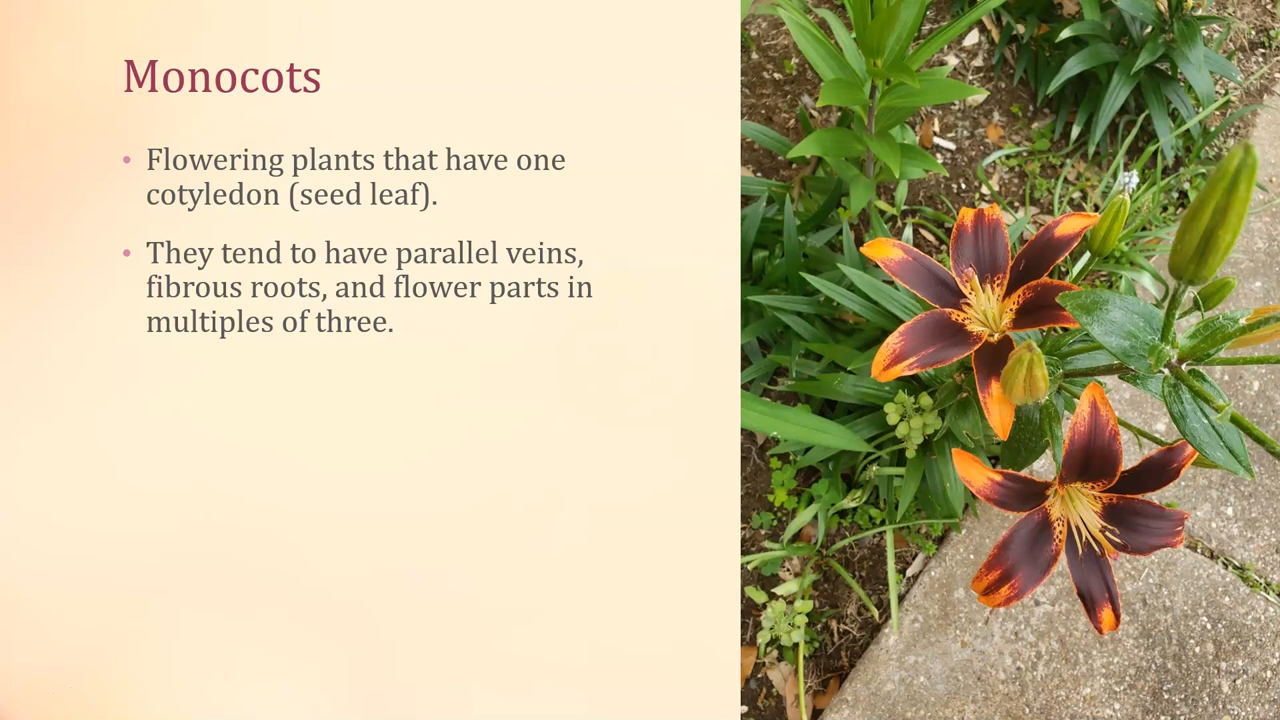 Monocots
• Flowering plants that have one
cotyledon (seed leaf).
• They tend to have parallel veins,
fibrous roots, and flower parts in
multiples of three.